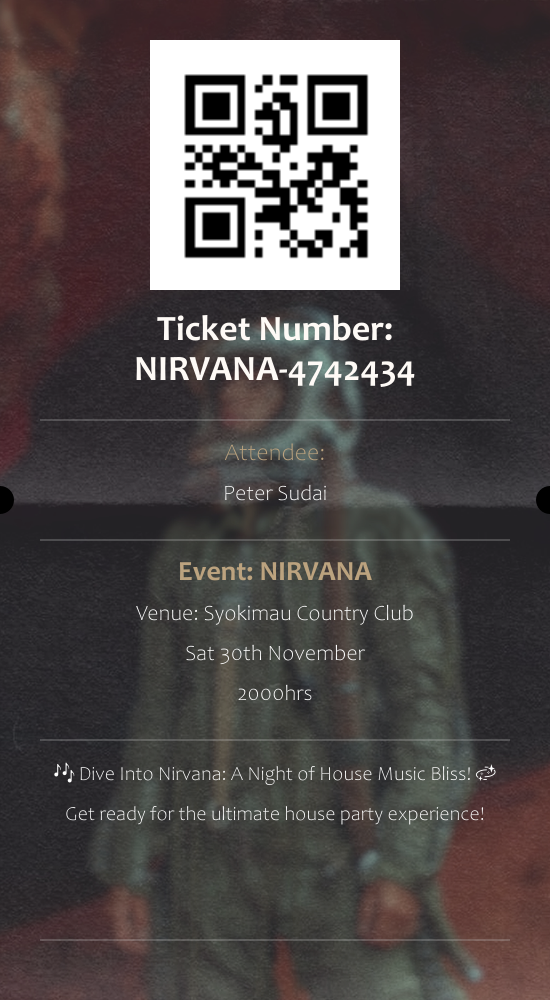 Ticket Number:
NIRVANA-4742434
Attendee:
Peter Sudai
Event: NIRVANA
Venue: Syokimau Country Club
Sat 30th November
2000hrs
🎶 Dive Into Nirvana: A Night of House Music Bliss! 💫
Get ready for the ultimate house party experience!